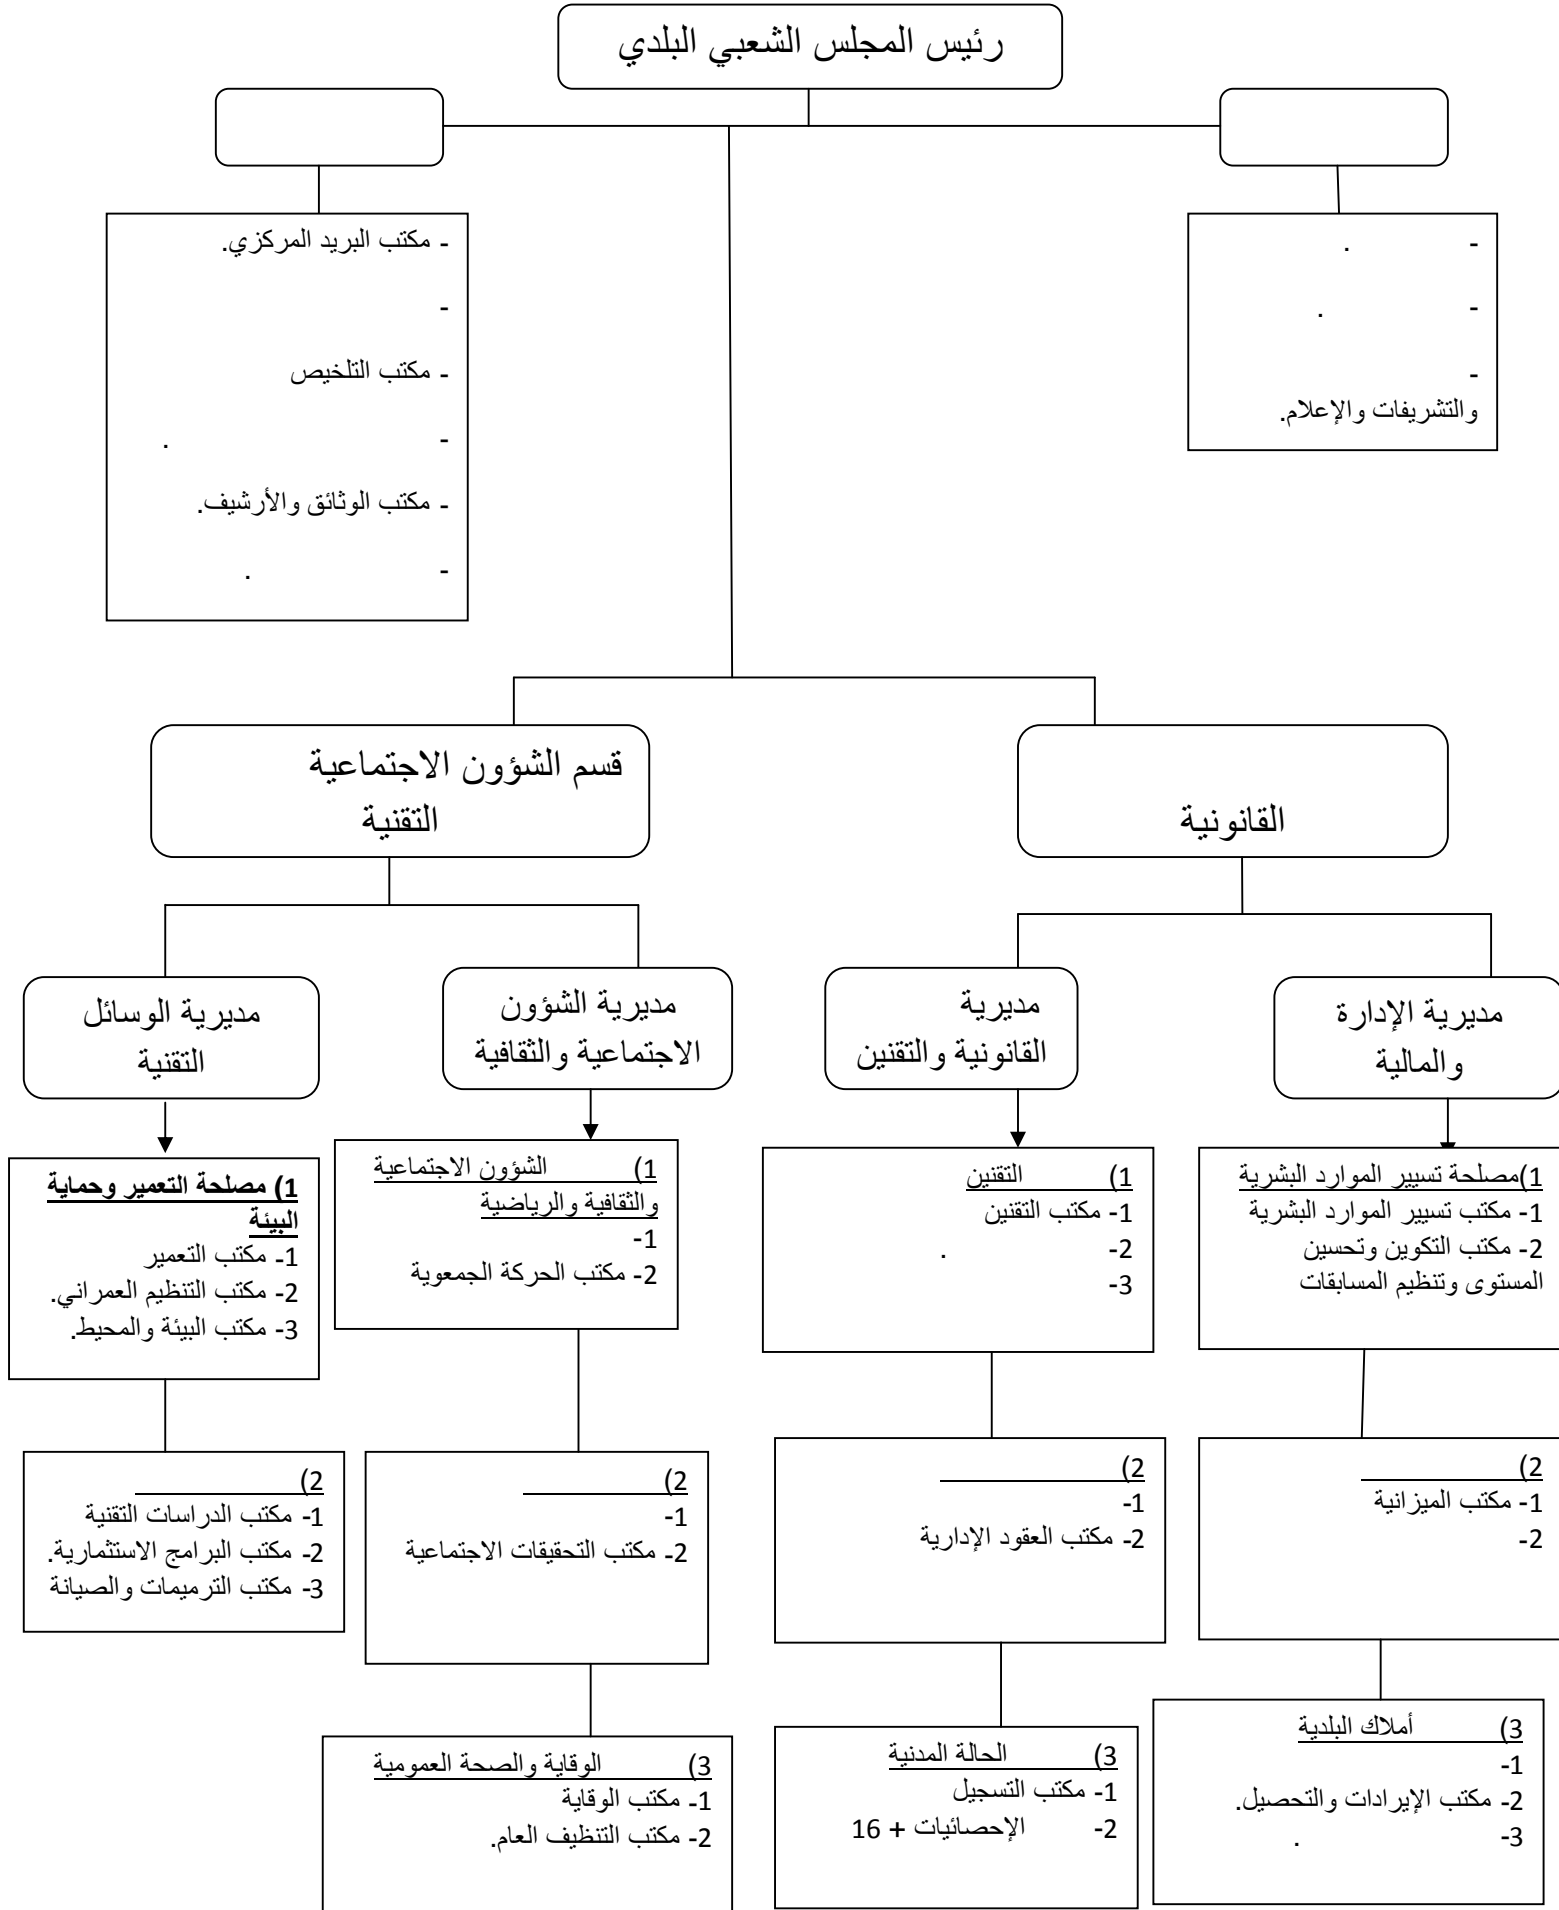 رئيس المجلس الشعبي البلدي
- .
- .
-
والتشريفات والإعلام.
- مكتب البريد المركزي.
-
- مكتب التلخيص
- .
- مكتب الوثائق والأرشيف.
- .
القانونية
قسم الشؤون الاجتماعية
التقنية
مديرية الإدارة
والمالية
مديرية
القانونية والتقنين
مديرية الشؤون
الاجتماعية والثقافية
مديرية الوسائل
التقنية
1)مصلحة تسيير الموارد البشرية
1- مكتب تسيير الموارد البشرية
2- مكتب التكوين وتحسين
المستوى وتنظيم المسابقات
1) التقنين
1- مكتب التقنين
2- .
3-
1) الشؤون الاجتماعية
والثقافية والرياضية
1-
2- مكتب الحركة الجمعوية
1) مصلحة التعمير وحماية
البيئة
1- مكتب التعمير
2- مكتب التنظيم العمراني.
3- مكتب البيئة والمحيط.
2)
1- مكتب الميزانية
2-
2)
1-
2- مكتب العقود الإدارية
2)
1-
2- مكتب التحقيقات الاجتماعية
2)
1- مكتب الدراسات التقنية
2- مكتب البرامج الاستثمارية.
3- مكتب الترميمات والصيانة
3) أملاك البلدية
1-
2- مكتب الإيرادات والتحصيل.
3- .
3) الحالة المدنية
1- مكتب التسجيل
2- الإحصائيات + 16
3) الوقاية والصحة العمومية
1- مكتب الوقاية
2- مكتب التنظيف العام.